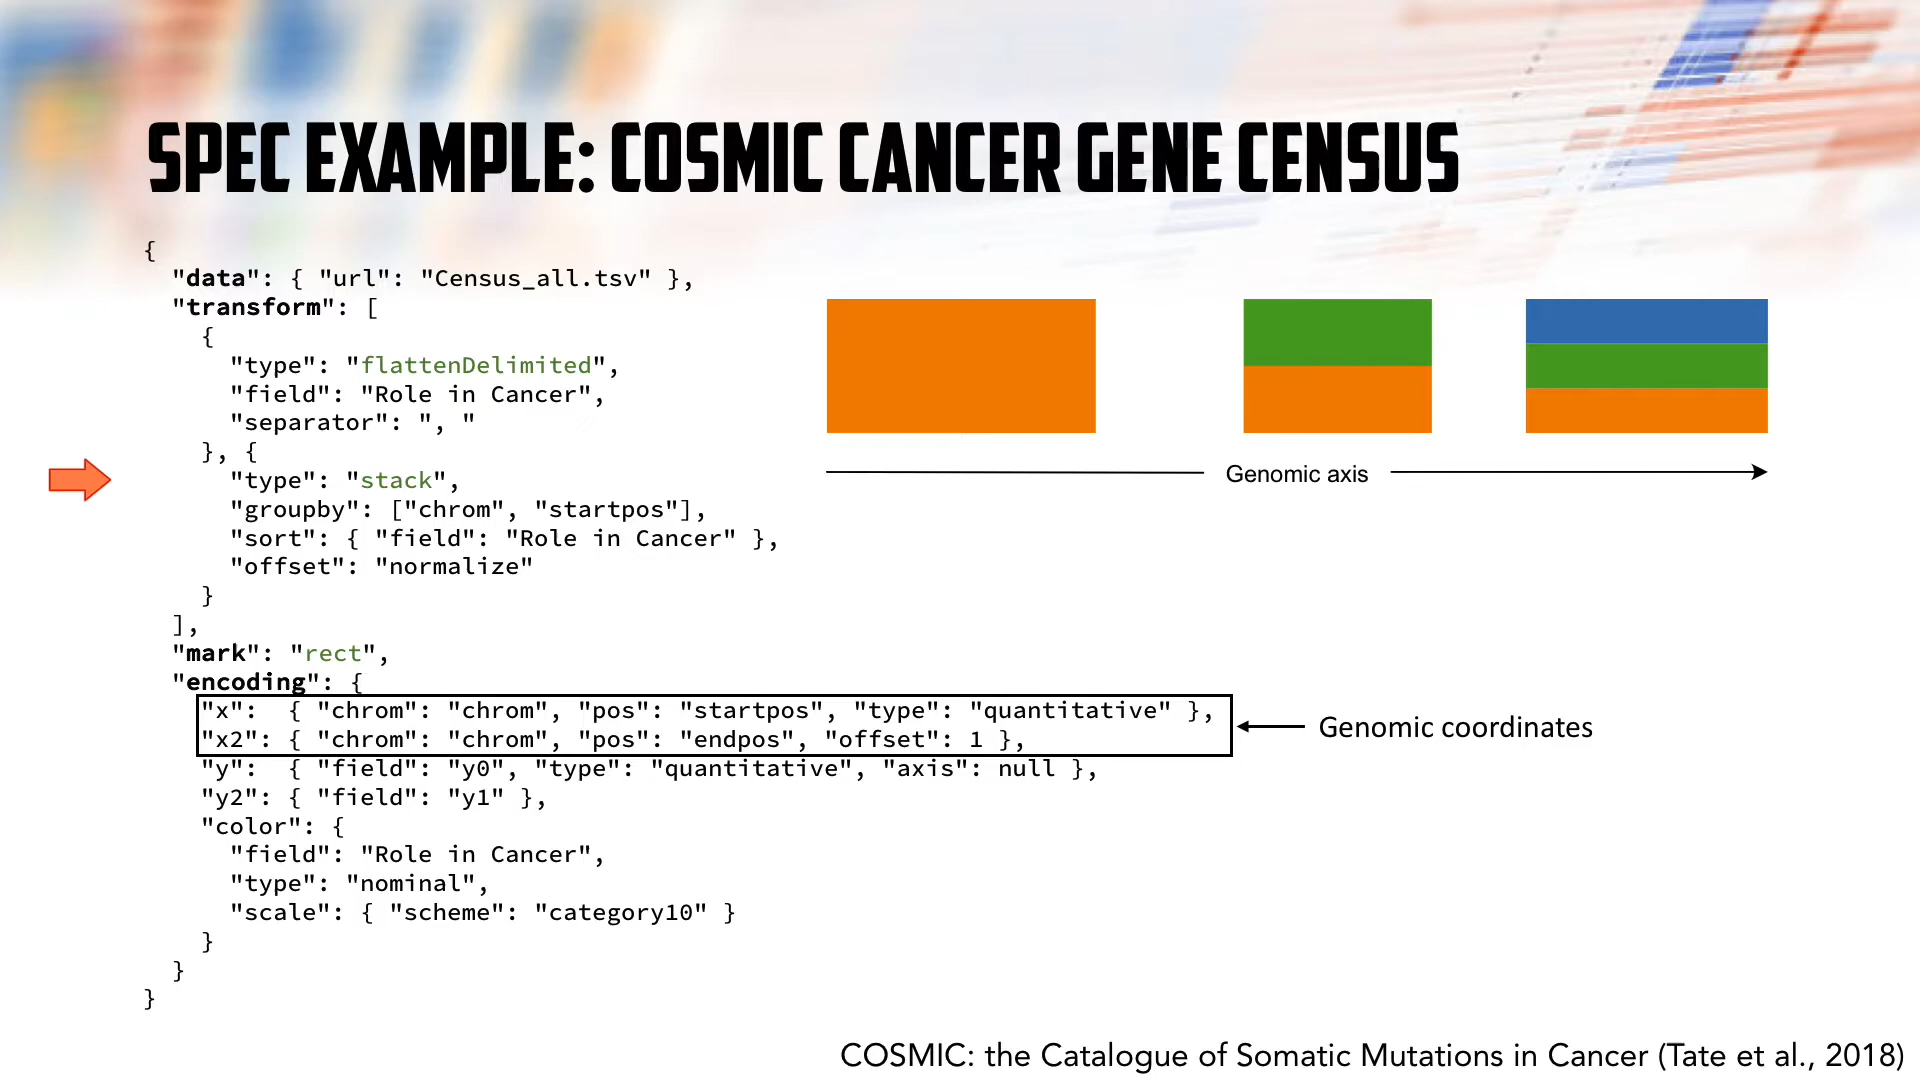 SPEC EXAMPLE: COSMIC CANCER GENE CENSUS
{
  "data": { "url": "Census_all.tsv" },
  "transform": [
    {
      "type": "flattenDelimited",
      "field": "Role in Cancer",
      "separator": ", "
    }, {
      "type": "stack",
      "groupby": ["chrom", "startpos"],
      "sort": { "field": "Role in Cancer" },
      "offset": "normalize"
    }
  ],
  "mark": "rect",
  "encoding": {
    "x":  { "chrom": "chrom", "pos": "startpos", "type": "quantitative" },
    "x2": { "chrom": "chrom", "pos": "endpos", "offset": 1 },
    "y":  { "field": "y0", "type": "quantitative", "axis": null },
    "y2": { "field": "y1" },
    "color": {
      "field": "Role in Cancer",
      "type": "nominal",
      "scale": { "scheme": "category10" }
    }
  }
}
Genomic axis
Genomic coordinates
COSMIC: the Catalogue of Somatic Mutations in Cancer (Tate et al., 2018)